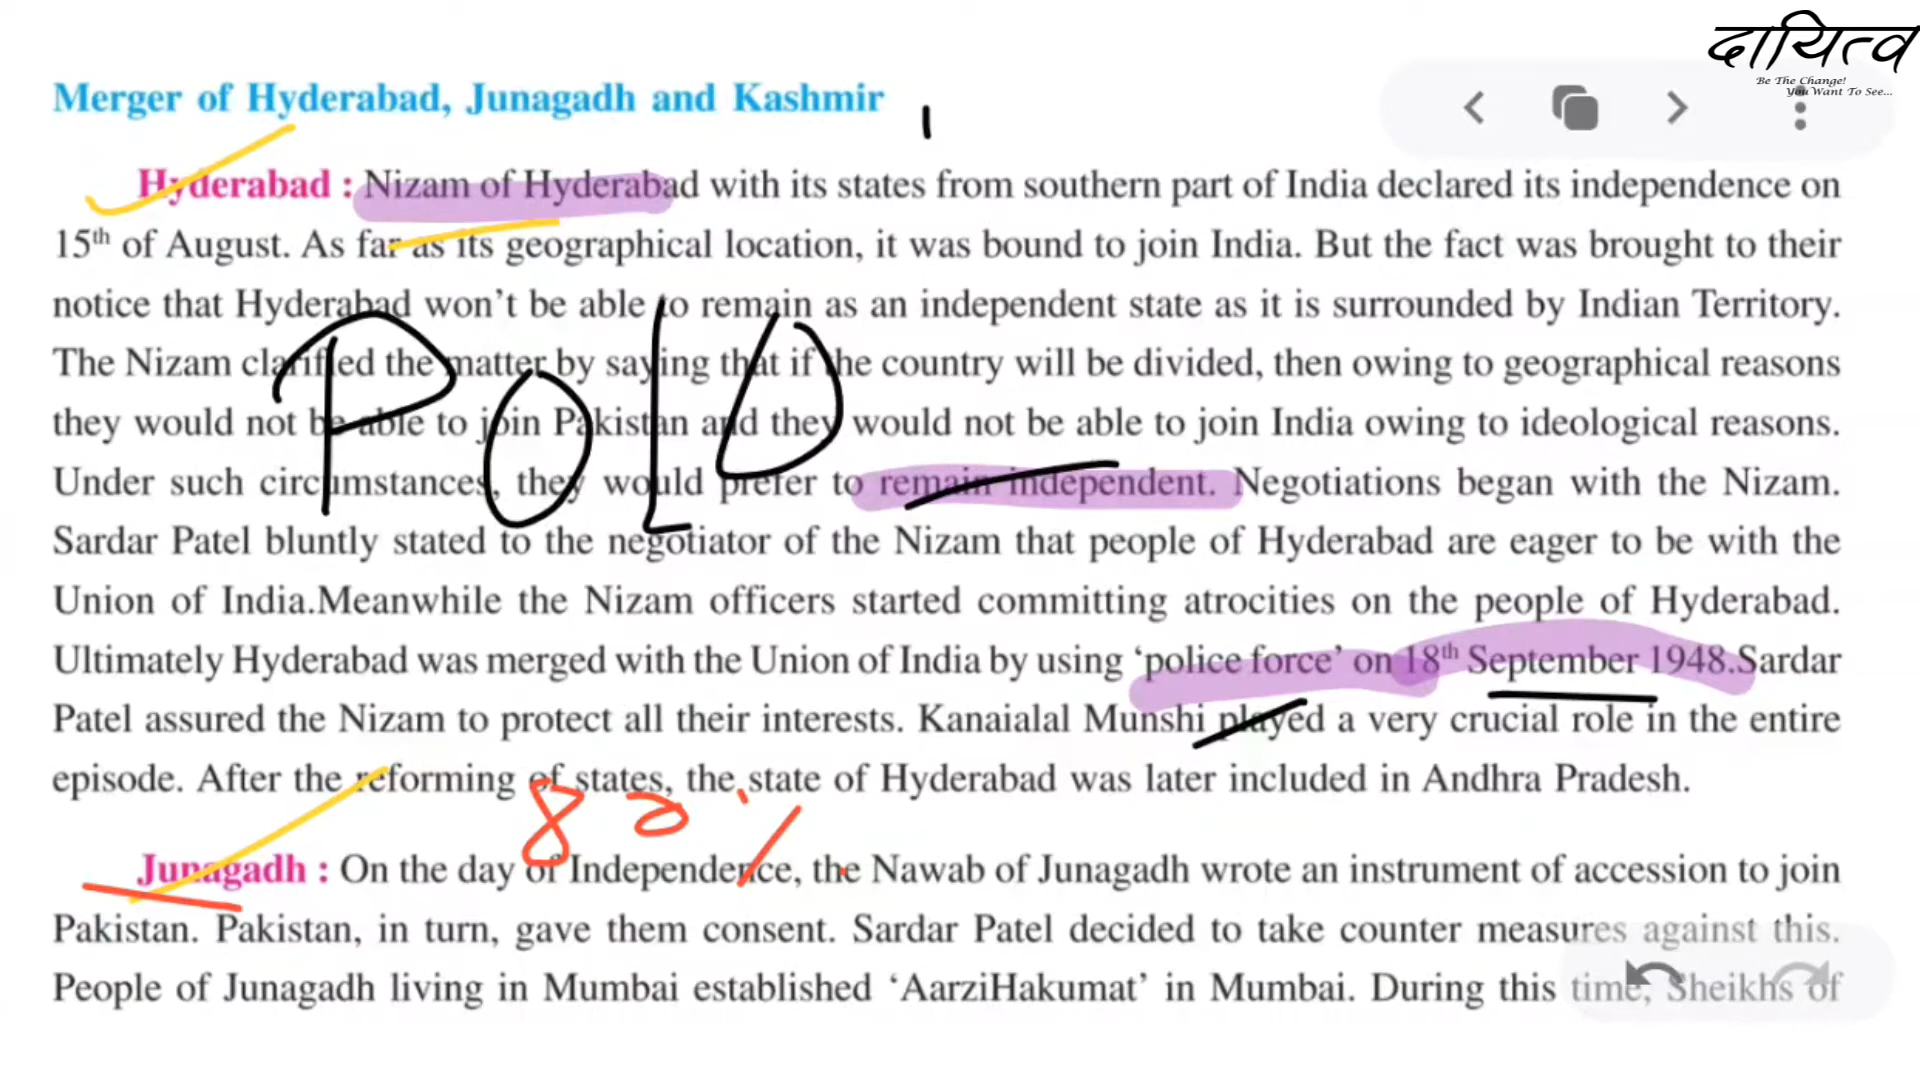 दायित्व
Be The Change!
You Want To See...
Merger of Hyderabad, Junagadh and Kashmir
Hyderabad : Nizam of Hyderabad with its states from southern part of India declared its independence on
15th of August. As far as its geographical location, it was bound to join India. But the fact was brought to their
notice that Hyderabad won't be able to remain as an independent state as it is surrounded by Indian Territory.
The Nizam clarified the matter by saying that if the country will be divided, then owing to geographical reasons
they would not be able to join Pakistan and they would not be able to join India owing to ideological reasons.
Under such circumstances, they would prefer to remain independent. Negotiations began with the Nizam.
Sardar Patel bluntly stated to the negotiator of the Nizam that people of Hyderabad are eager to be with the
Union of India.Meanwhile the Nizam officers started committing atrocities on the people of Hyderabad.
Ultimately Hyderabad was merged with the Union of India by using 'police force' on 18th September 1948.Sardar
Patel assured the Nizam to protect all their interests. Kanaialal Munshi played a very crucial role in the entire
episode. After the reforming of states, the state of Hyderabad was later included in Andhra Pradesh.
80%
Junagadh : On the day of Independence, the Nawab of Junagadh wrote an instrument of accession to join
Pakistan. Pakistan, in turn, gave them consent. Sardar Patel decided to take counter measures against this.
People of Junagadh living in Mumbai established 'AarziHakumat' in Mumbai. During this time, Sheikhs of